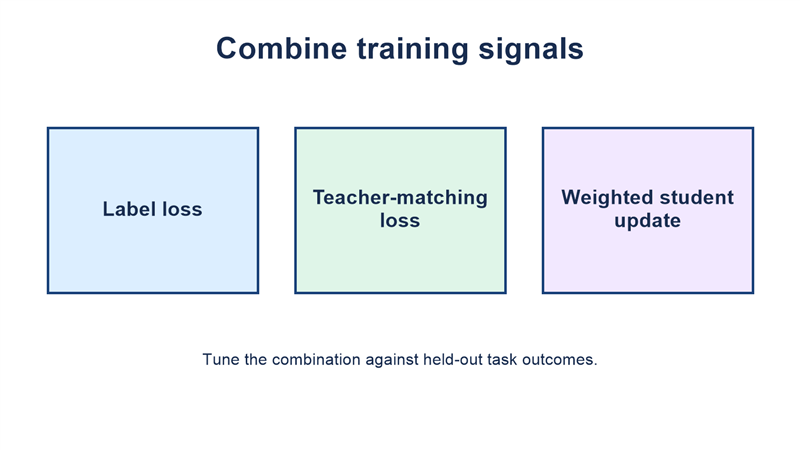 Combine training signals
Label loss
Teacher-matching
loss
Weighted student
update
Tune the combination against held-out task outcomes.